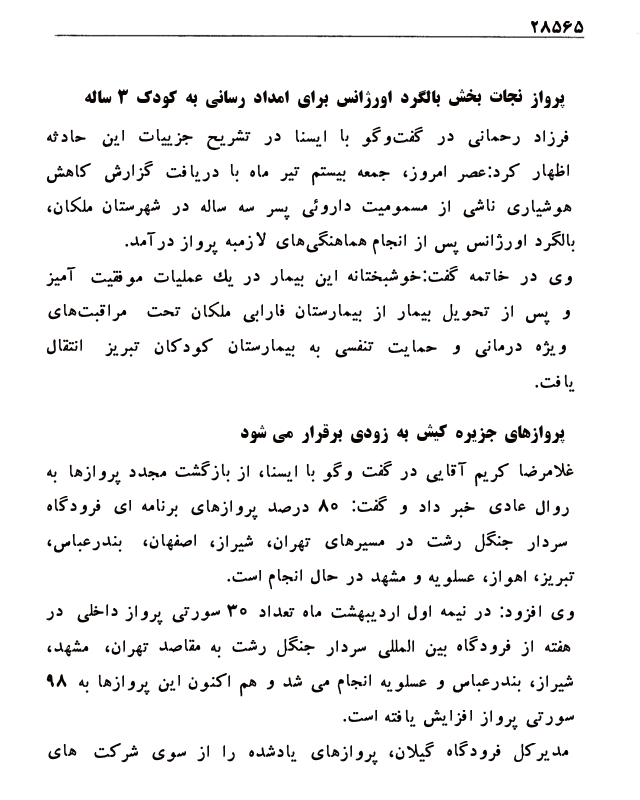 ۲۸۵۶۵
پرواز نجات بخش بالگرد اورژانس برای امداد رسانی به کودک ۳ ساله
فرزاد رحمانی در گفت‌وگو با ایسنا در تشریح جزییات این حادثه
اظهار کرد:عصر امروز، جمعه بیستم تیر ماه با دریافت گزارش کاهش
هوشیاری ناشی از مسمومیت داروئی پسر سه ساله در شهرستان ملکان،
بالگرد اورژانس پس از انجام هماهنگی‌های لازمبه پرواز درآمد.
وی در خاتمه گفت:خوشبختانه این بیمار در یك عملیات موفقیت آمیز
و پس از تحویل بیمار از بیمارستان فارابی ملکان تحت مراقبت‌های
ویژه درمانی و حمایت تنفسی به بیمارستان کودکان تبریز انتقال
یافت.
پروازهای جزیره کیش به زودی برقرار می شود
غلامرضا کریم آقایی در گفت وگو با ایسنا، از بازگشت مجدد پروازها به
روال عادی خبر داد و گفت: ۸۰ درصد پروازهای برنامه ای فرودگاه
سردار جنگل رشت در مسیرهای تهران، شیراز، اصفهان، بندرعباس،
تبریز، اهواز، عسلویه و مشهد در حال انجام است.
وی افزود: در نیمه اول اردیبهشت ماه تعداد ۳۰ سورتی پرواز داخلی در
هفته از فرودگاه بین المللی سردار جنگل رشت به مقاصد تهران، مشهد،
شیراز، بندرعباس و عسلویه انجام می شد و هم اکنون این پروازها به ۹۸
سورتی پرواز افزایش یافته است.
مدیرکل فرودگاه گیلان، پروازهای یادشده را از سوی شرکت های